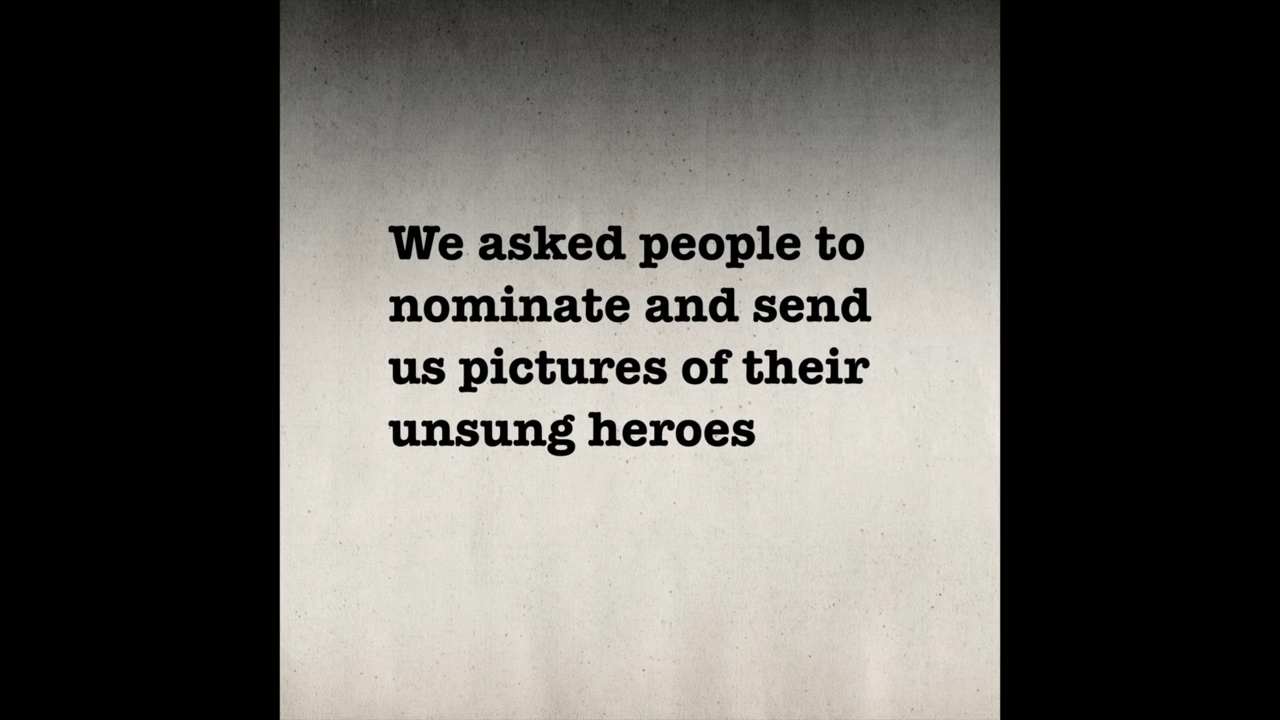 We asked people to
nominate and send
us pictures of their
unsung heroes